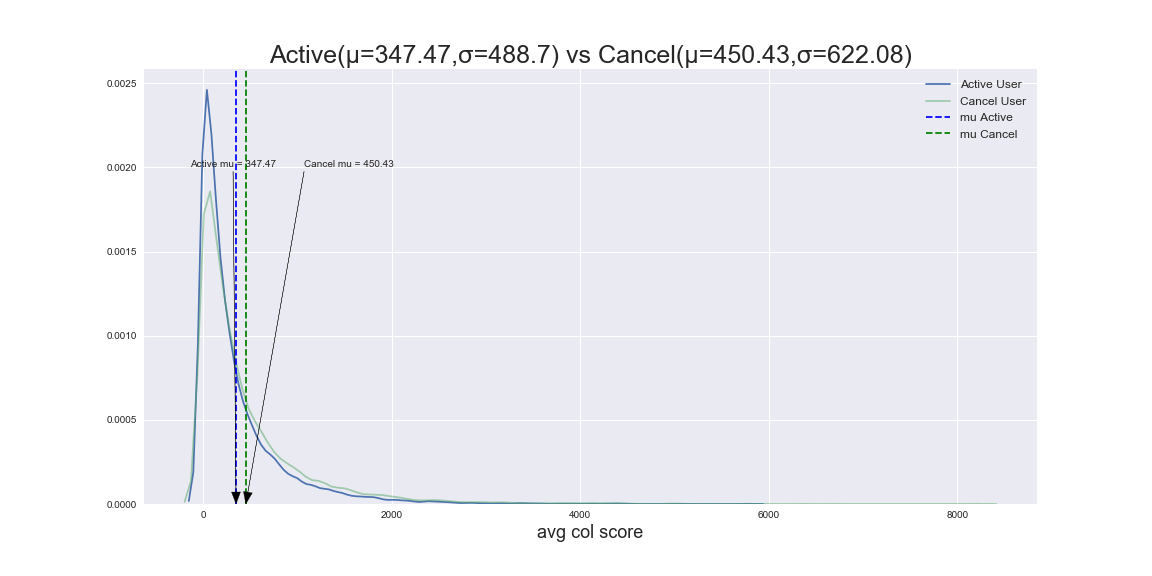 Active(μ=347.47,σ=488.7) vs Cancel(μ=450.43,σ=622.08)
0.0025
0.0020
0.0015
0.0010
0.0005
0.0000
Active User
Cancel User
mu Active
mu Cancel
Active mu = 347.47
Cancel mu = 450.43
0
2000
4000
6000
8000
avg col score